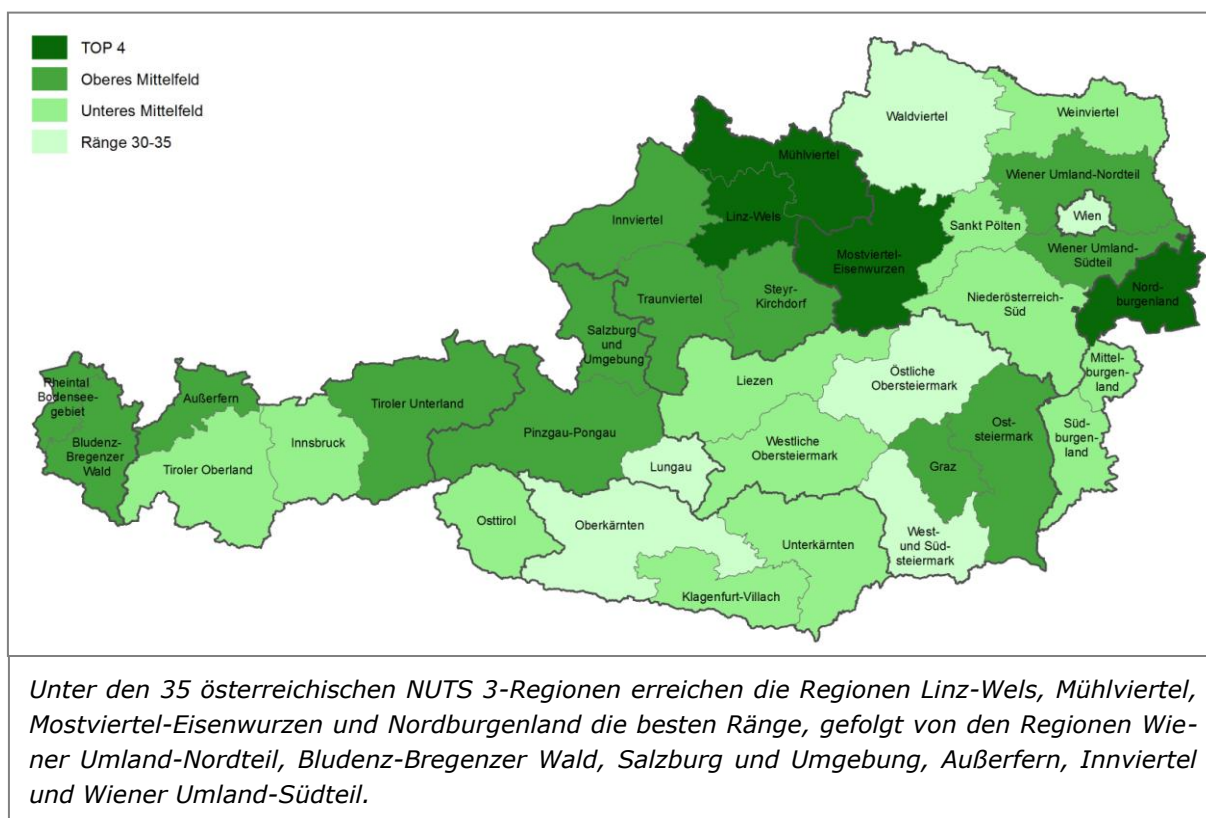 TOP 4
Oberes Mittelfeld
Unteres Mittelfeld
Ränge 30-35
Waldviertel
Weinviertel
Mühlviertel
Wiener Umland-Nordteil
Linz-Wels
Innviertel
Wien
Sankt Pölten
Mostviertel-
Eisenwurzen
Wiener Umland-
Südteil
Nord-
burgenland
Traunviertel
Steyr-
Kirchdorf
Niederösterreich-
Süd
Salzburg
und
Umgebung
Mittel-
burgen-
land
Östliche
Obersteiermark
Liezen
Rheintal
Bodensee-
gebiet
Außerfern
Tiroler Unterland
Ost-
steiermark
Süd-
burgen-
land
Pinzgau-Pongau
Innsbruck
Bludenz-
Bregenzer
Wald
Westliche
Obersteiermark
Tiroler Oberland
Lungau
Graz
Osttirol
Oberkärnten
Unterkärnten
West-
und Süd-
steiermark
Klagenfurt-Villach
Unter den 35 österreichischen NUTS 3-Regionen erreichen die Regionen Linz-Wels, Mühlviertel,
Mostviertel-Eisenwurzen und Nordburgenland die besten Ränge, gefolgt von den Regionen Wie-
ner Umland-Nordteil, Bludenz-Bregenzer Wald, Salzburg und Umgebung, Außerfern, Innviertel
und Wiener Umland-Südteil.